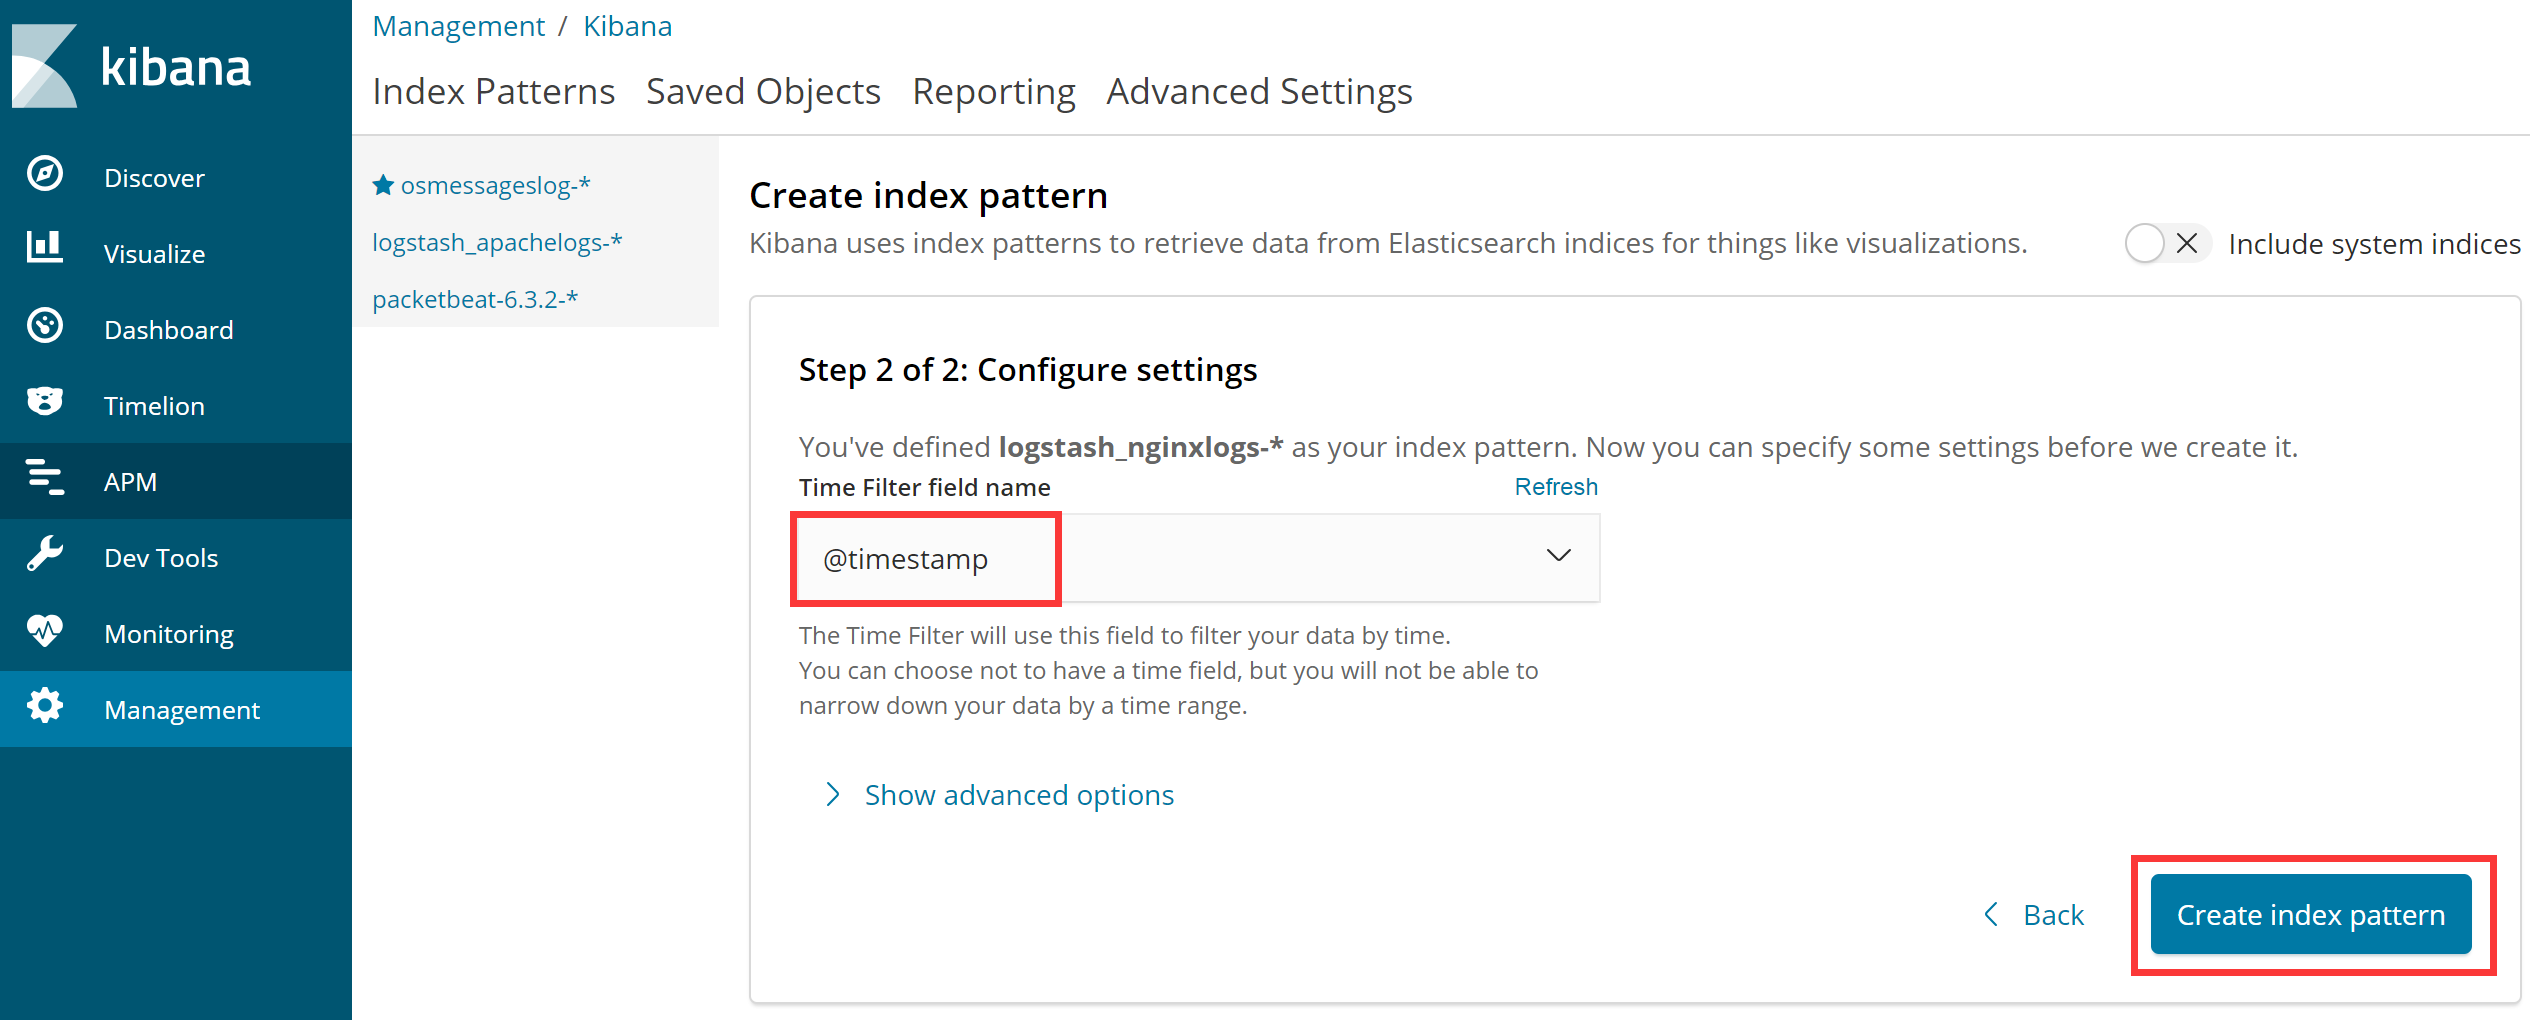 kibana
Discover
Visualize
Dashboard
Timelion
APM
Dev Tools
Monitoring
Management
Management / Kibana
Index Patterns Saved Objects Reporting Advanced Settings
osmessageslog-*
logstash_apachelogs-*
packetbeat-6.3.2-*
Create index pattern
Kibana uses index patterns to retrieve data from Elasticsearch indices for things like visualizations.
Include system indices
Step 2 of 2: Configure settings
You've defined logstash_nginxlogs-* as your index pattern. Now you can specify some settings before we create it.
Time Filter field name Refresh
@timestamp
The Time Filter will use this field to filter your data by time.
You can choose not to have a time field, but you will not be able to
narrow down your data by a time range.
Show advanced options
Back
Create index pattern